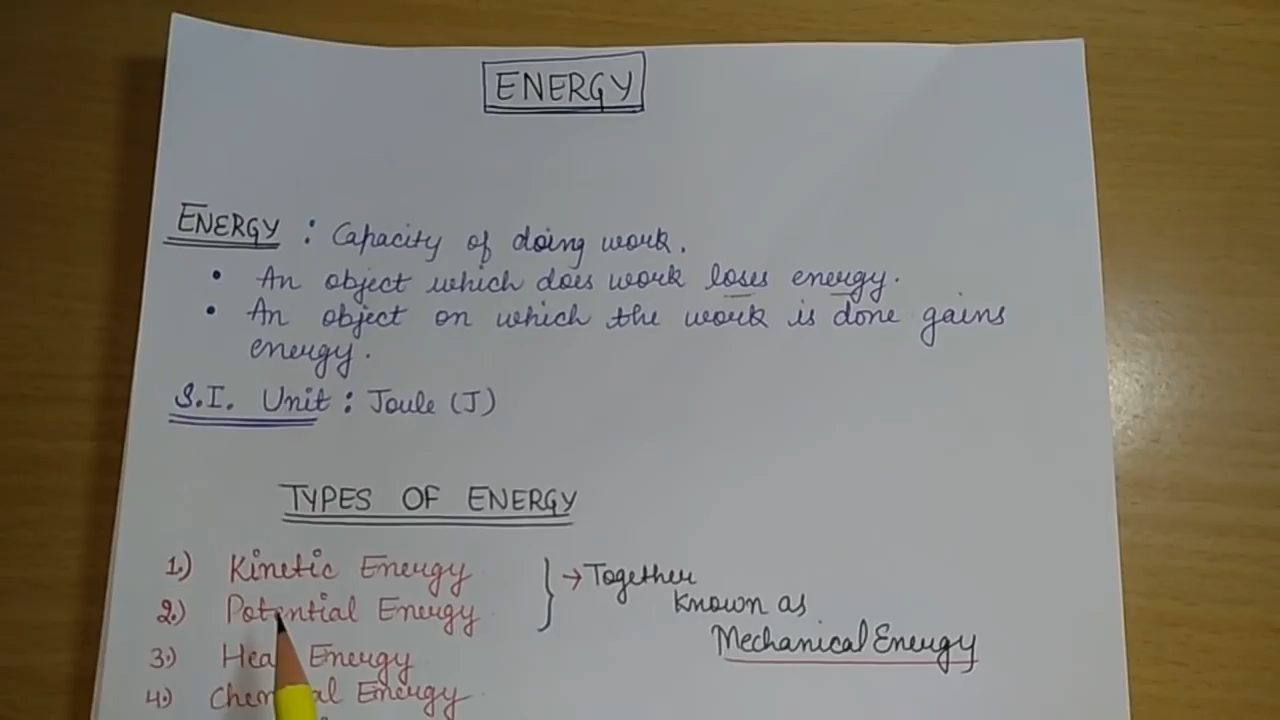 ENERGY
ENERGY : Capacity of doing work.
• An object which does work loses energy.
• An object on which the work is done gains
energy.
S.I. Unit : Joule (J)
TYPES OF ENERGY
1.) Kinetic Energy
2.) Potential Energy
} → Together
known as
Mechanical Energy
3.) Energy
4.) Energy